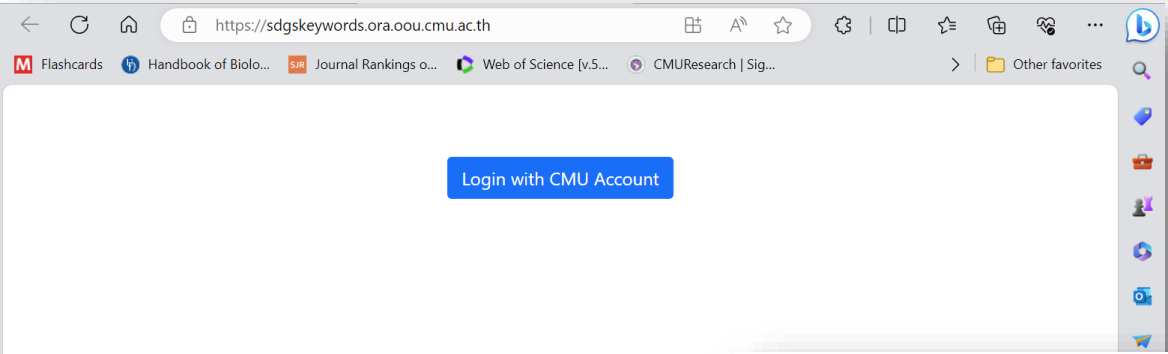 https://sdgskeywords.ora.oou.cmu.ac.th
M Flashcards Handbook of Biolo... SJR Journal Rankings o... Web of Science [v.5... CMUResearch | Sig... Other favorites
Login with CMU Account